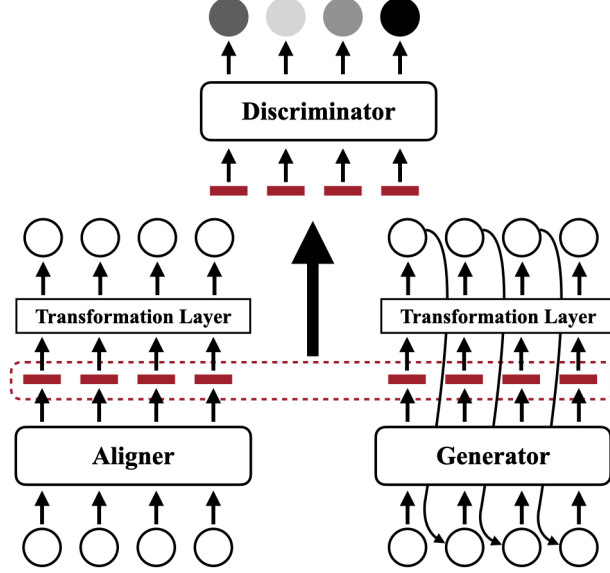 Discriminator
Transformation Layer
Transformation Layer
Aligner
Generator